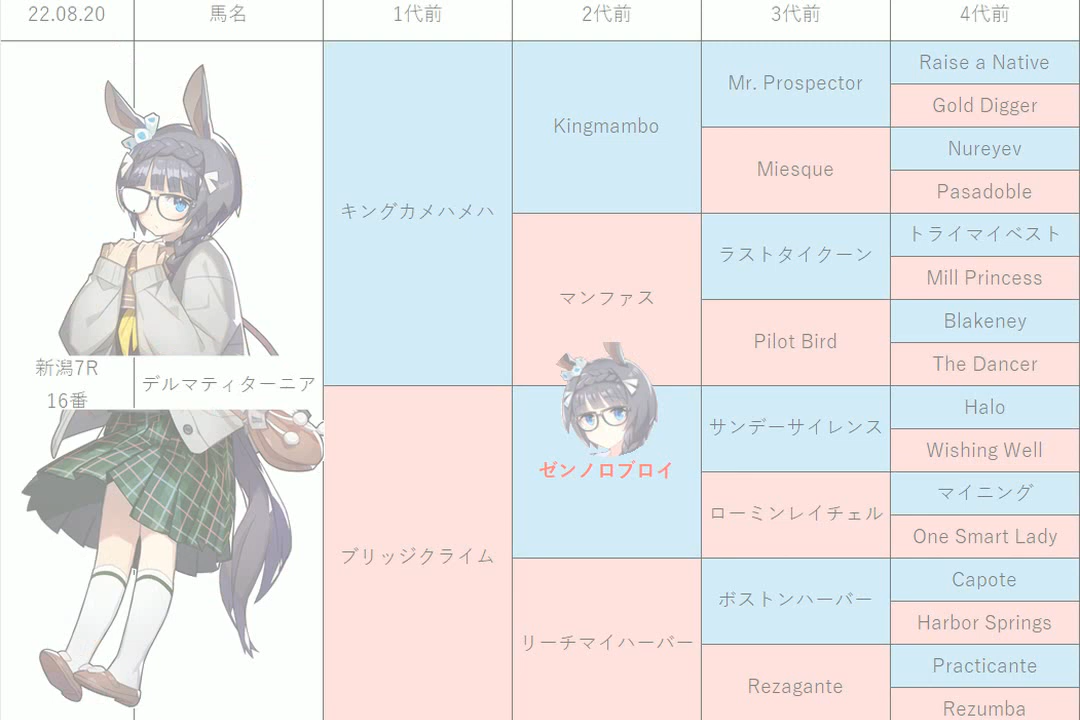 22.08.20 馬名 1代前 2代前 3代前 4代前
新潟7R
16番
デルマティターニア
キングカメハメハ
ブリッジクライム
Kingmambo
マンファス
ゼンノロブロイ
リーチマイハーバー
Mr. Prospector
Miesque
ラストタイクーン
Pilot Bird
サンデーサイレンス
ローミンレイチェル
ボストンハーバー
Rezagante
Raise a Native
Gold Digger
Nureyev
Pasadoble
トライマイベスト
Mill Princess
Blakeney
The Dancer
Halo
Wishing Well
マイニング
One Smart Lady
Capote
Harbor Springs
Practicante
Rezumba